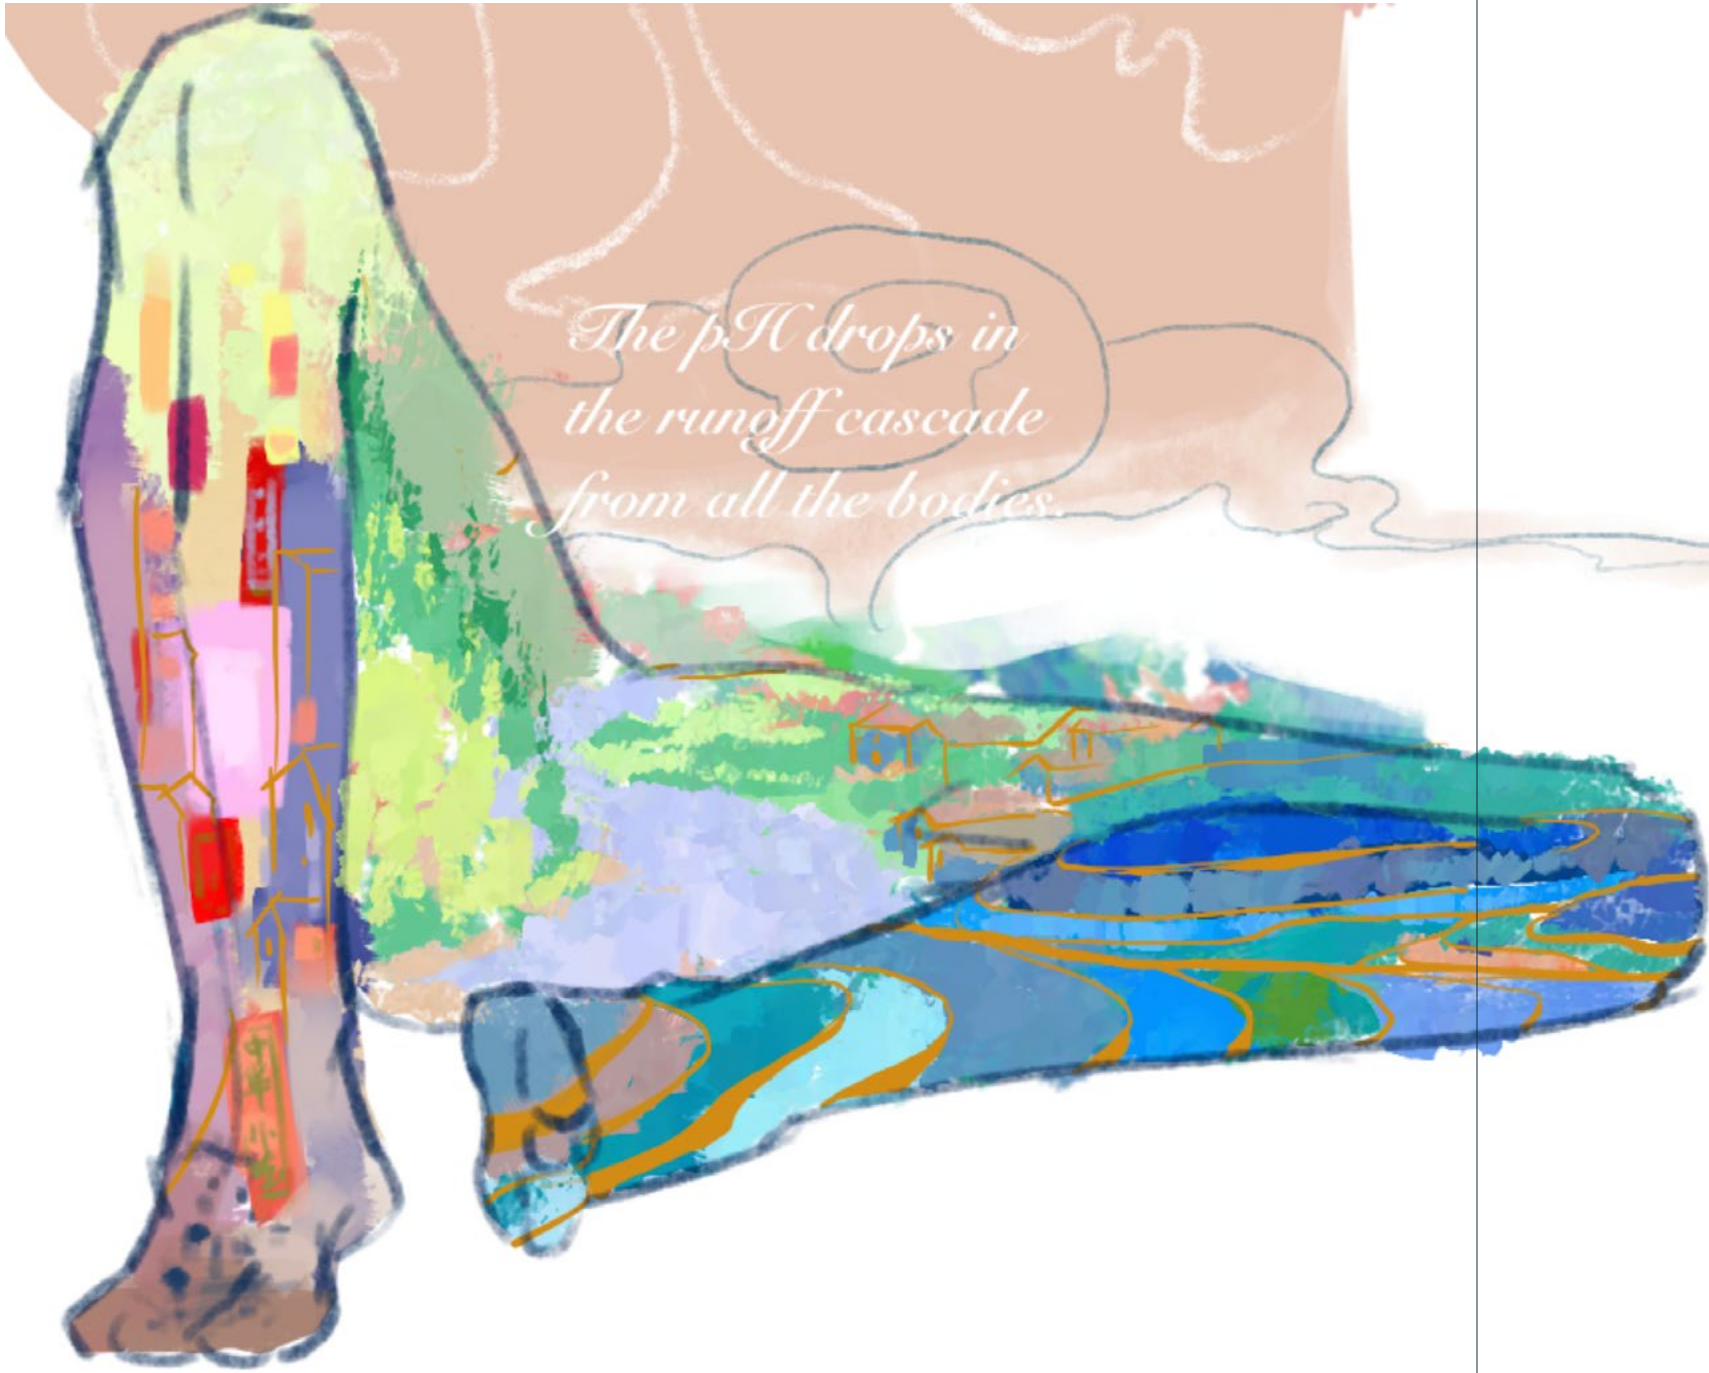 The pH drops in
the runoff cascade
from all the bodies.